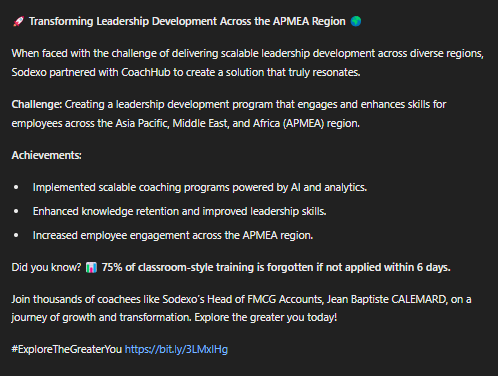 🚀 Transforming Leadership Development Across the APMEA Region 🌏
When faced with the challenge of delivering scalable leadership development across diverse regions,
Sodexo partnered with CoachHub to create a solution that truly resonates.
Challenge: Creating a leadership development program that engages and enhances skills for
employees across the Asia Pacific, Middle East, and Africa (APMEA) region.
Achievements:
• Implemented scalable coaching programs powered by AI and analytics.
• Enhanced knowledge retention and improved leadership skills.
• Increased employee engagement across the APMEA region.
Did you know? 📊 75% of classroom-style training is forgotten if not applied within 6 days.
Join thousands of coachees like Sodexo's Head of FMCG Accounts, Jean Baptiste CALEMARD, on a
journey of growth and transformation. Explore the greater you today!
#ExploreTheGreaterYou https://bit.ly/3LMxlHg